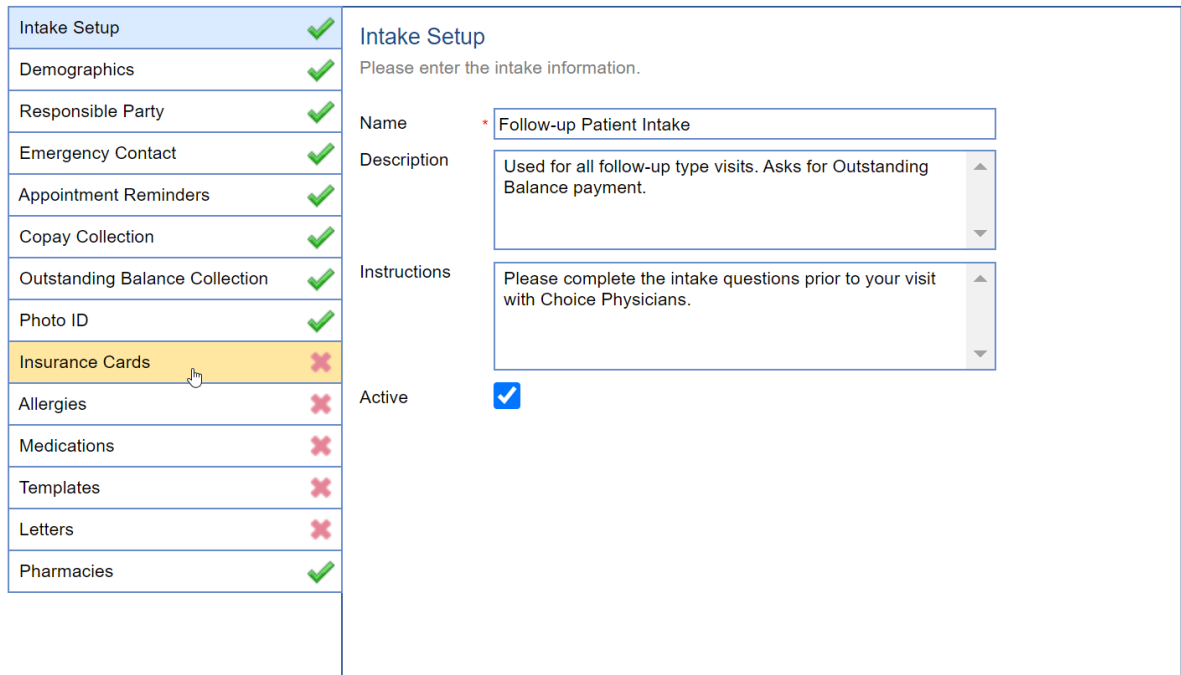 Intake Setup
Demographics
Responsible Party
Emergency Contact
Appointment Reminders
Copay Collection
Outstanding Balance Collection
Photo ID
Insurance Cards
Allergies
Medications
Templates
Letters
Pharmacies
Intake Setup
Please enter the intake information.
Name * Follow-up Patient Intake
Description
Used for all follow-up type visits. Asks for Outstanding
Balance payment.
Instructions
Please complete the intake questions prior to your visit
with Choice Physicians.
Active